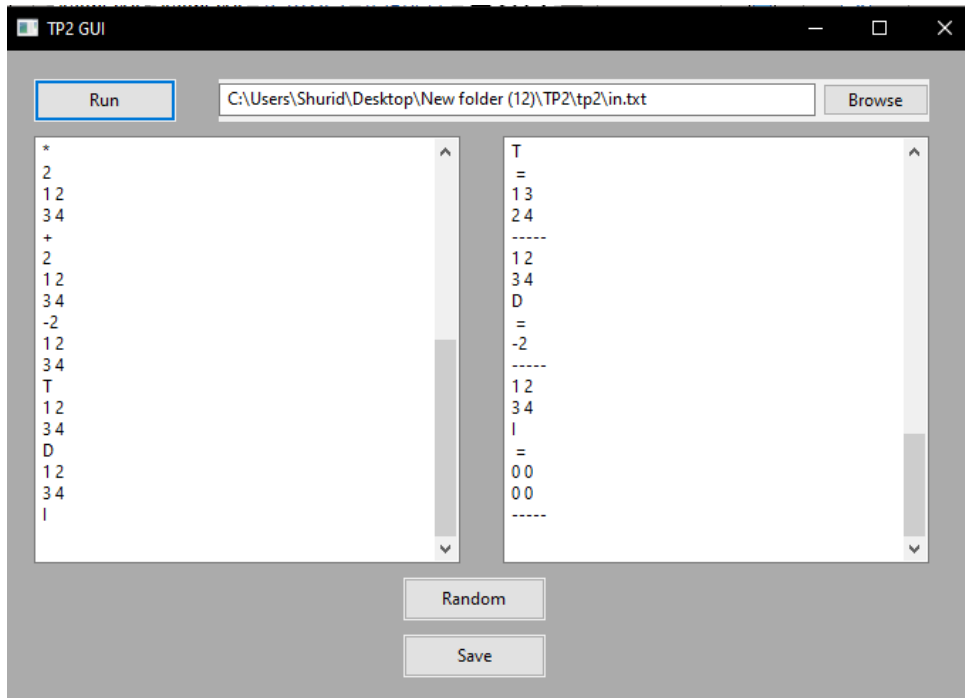 TP2 GUI
Run
C:\Users\Shurid\Desktop\New folder (12)\TP2\tp2\in.txt
Browse
*
2
1 2
3 4
+
2
1 2
3 4
-2
1 2
3 4
T
1 2
3 4
D
1 2
3 4
I
T
=
1 3
2 4
-----
1 2
3 4
D
=
-2
-----
1 2
3 4
I
=
0 0
0 0
-----
Random
Save